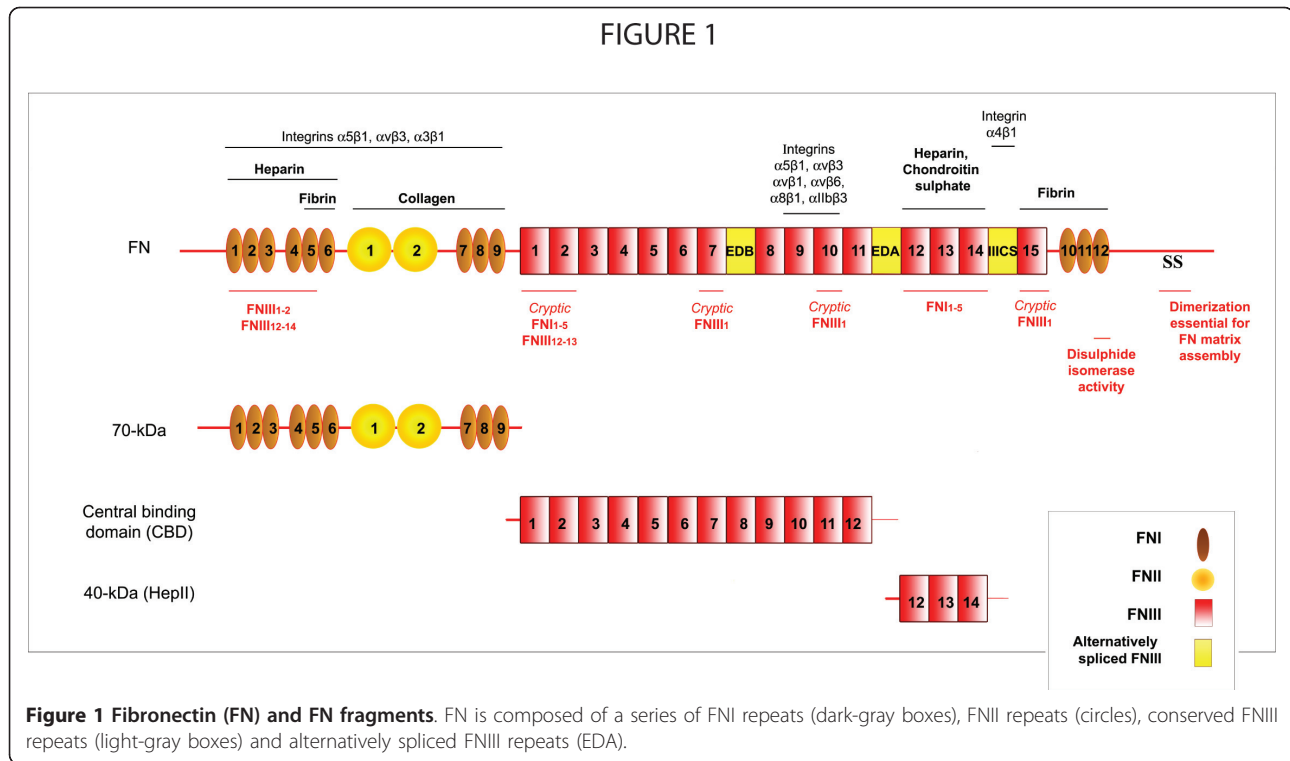 FIGURE 1
Integrins α5β1, αvβ3, α3β1
Heparin
Fibrin
Collagen
Integrins
α5β1, αvβ3
αvβ1, αvβ6,
α8β1, αIIbβ3
Heparin,
Chondroitin
sulphate
Integrin
α4β1
Fibrin
FN
1 2 3 4 5 6 1 2 7 8 9 1 2 3 4 5 6 7 EDB 8 9 10 11 EDA 12 13 14 IIICS 15 10 11 12
SS
FNIII1-2
FNIII12-14
Cryptic
FNI1-5
FNIII12-13
Cryptic
FNIII1
Cryptic
FNIII1
FNI1-5
Cryptic
FNIII1
Disulphide
isomerase
activity
Dimerization
essential for
FN matrix
assembly
70-kDa
1 2 3 4 5 6 1 2 7 8 9
Central binding
domain (CBD)
1 2 3 4 5 6 7 8 9 10 11 12
40-kDa (HepII)
12 13 14
FNI
FNII
FNIII
Alternatively
spliced FNIII
Figure 1 Fibronectin (FN) and FN fragments. FN is composed of a series of FNI repeats (dark-gray boxes), FNII repeats (circles), conserved FNIII
repeats (light-gray boxes) and alternatively spliced FNIII repeats (EDA).